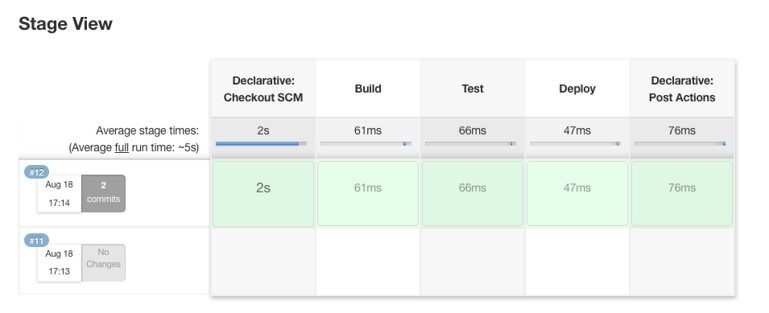 Stage View
Declarative:
Checkout SCM
Build
Test
Deploy
Declarative:
Post Actions
Average stage times:
(Average full run time: ~5s)
2s
61ms
66ms
47ms
76ms
#12
Aug 18
17:14
2
commits
2s
61ms
66ms
47ms
76ms
#11
Aug 18
17:13
No
Changes